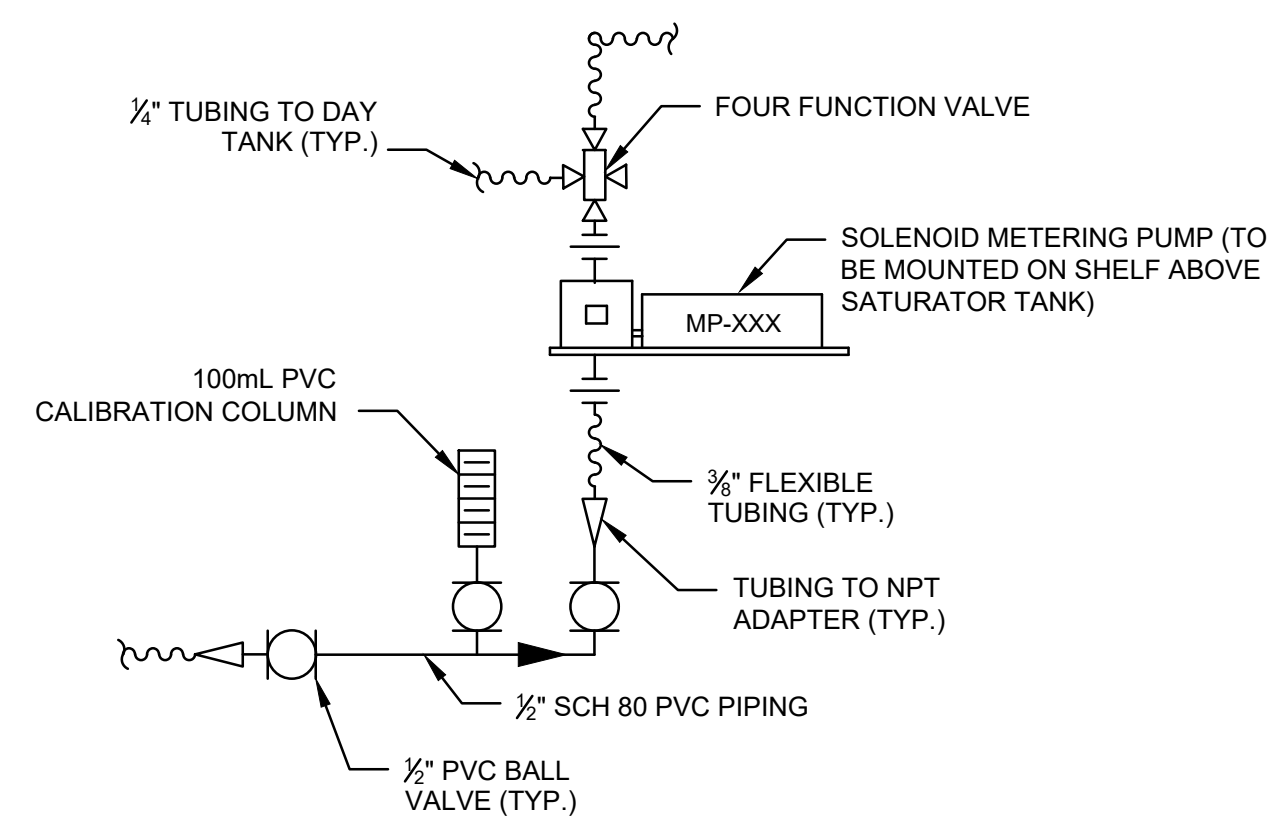 ¼" TUBING TO DAY
TANK (TYP.)
FOUR FUNCTION VALVE
SOLENOID METERING PUMP (TO
BE MOUNTED ON SHELF ABOVE
SATURATOR TANK)
MP-XXX
100mL PVC
CALIBRATION COLUMN
⅜" FLEXIBLE
TUBING (TYP.)
TUBING TO NPT
ADAPTER (TYP.)
½" SCH 80 PVC PIPING
½" PVC BALL
VALVE (TYP.)